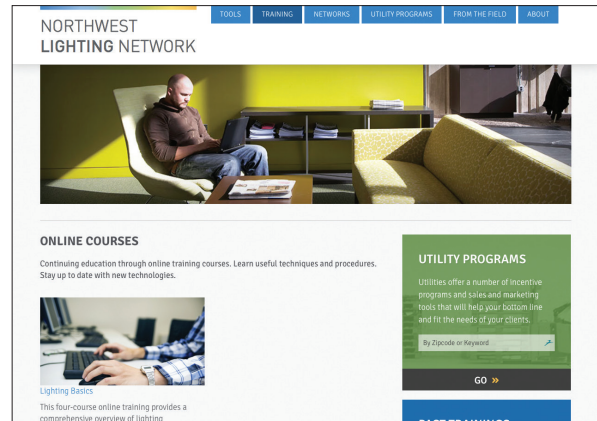 NORTHWEST
LIGHTING NETWORK
TOOLS TRAINING NETWORKS UTILITY PROGRAMS FROM THE FIELD ABOUT
ONLINE COURSES
Continuing education through online training courses. Learn useful techniques and procedures.
Stay up to date with new technologies.
Lighting Basics
This four-course online training provides a
comprehensive overview of lighting
UTILITY PROGRAMS
Utilities offer a number of incentive
programs and sales and marketing
tools that will help your bottom line
and fit the needs of your clients.
By Zipcode or Keyword
GO »
PAST TRAININGS